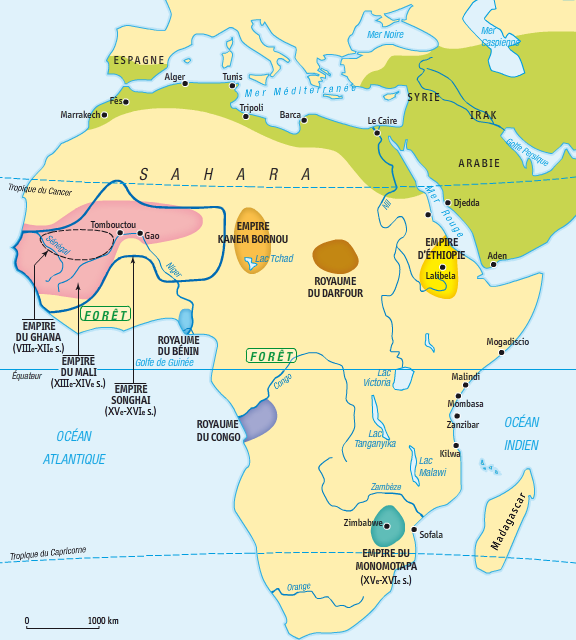 Mer Noire
Mer
Caspienne
ESPAGNE
Alger
Tunis
Mer Méditerranée
SYRIE
Fès
Marrakech
Tripoli
Barca
Le Caire
IRAK
Golfe Persique
ARABIE
SAHARA
Tropique du Cancer
Nil
Mer Rouge
Djedda
Tombouctou
Gao
Sénégal
Niger
EMPIRE
KANEM BORNOU
Lac Tchad
ROYAUME
DU DARFOUR
EMPIRE
D'ÉTHIOPIE
Lalibela
Aden
FORÊT
EMPIRE
DU GHANA
(VIIIe-XIIe s.)
EMPIRE
DU MALI
(XIIIe-XIVe s.)
EMPIRE
SONGHAI
(XVe-XVIe s.)
ROYAUME
DU BÉNIN
Golfe de Guinée
FORÊT
Mogadiscio
Équateur
Congo
Lac
Victoria
Malindi
Mombasa
Zanzibar
Kilwa
ROYAUME
DU CONGO
Lac
Tanganyika
Lac
Malawi
OCÉAN
ATLANTIQUE
OCÉAN
INDIEN
Zambèze
Zimbabwe
Sofala
Madagascar
EMPIRE DU
MONOMOTAPA
(XVe-XVIe s.)
Tropique du Capricorne
Orange
0 1000 km